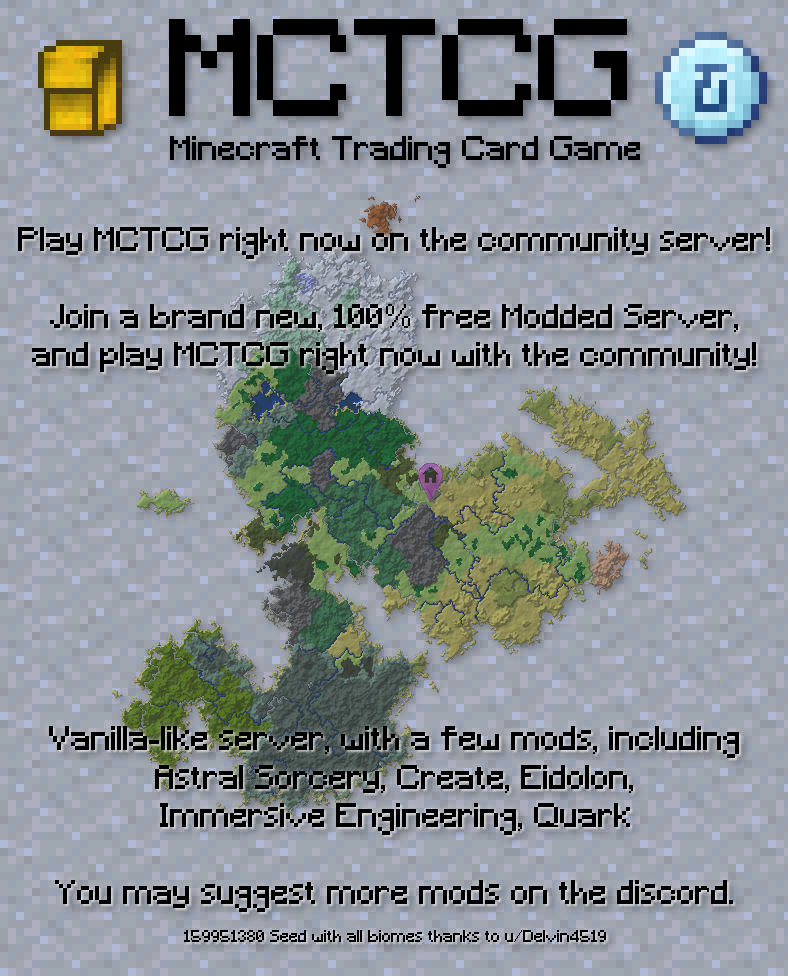 MCTCG
Minecraft Trading Card Game
Play MCTCG right now on the community server!
Join a brand new, 100% free Modded Server,
and play MCTCG right now with the community!
Vanilla-like server, with a few mods, including
Astral Sorcery, Create, Eidolon,
Immersive Engineering, Quark
You may suggest more mods on the discord.
159951380 Seed with all biomes thanks to u/Delvin4519